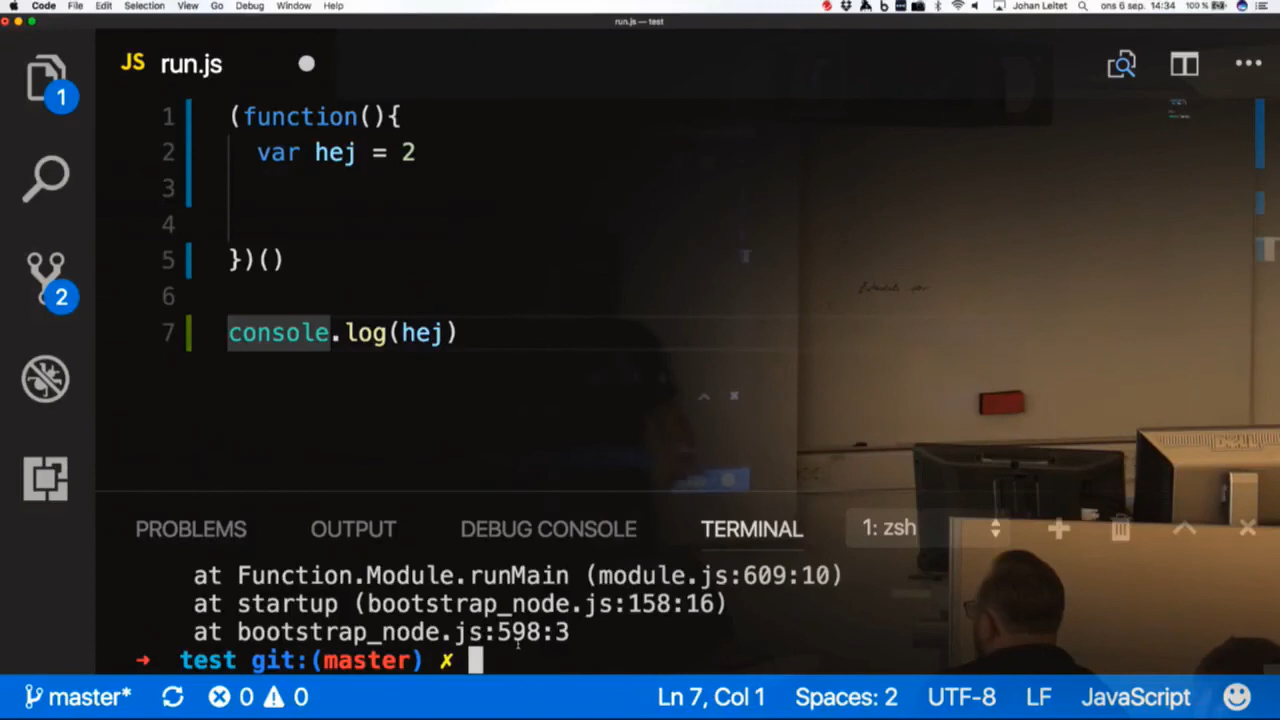 Code File Edit Selection View Go Debug Window Help Johan Leitet ons 6 sep. 14:34 100 %
run.js — test
JS run.js
1 (function(){
2 var hej = 2
3
4
5 })()
6
7 console.log(hej)
1
2
PROBLEMS OUTPUT DEBUG CONSOLE TERMINAL 1: zsh
at Function.Module.runMain (module.js:609:10)
at startup (bootstrap_node.js:158:16)
at bootstrap_node.js:598:3
➜ test git:(master) ✗
master* 0 0 Ln 7, Col 1 Spaces: 2 UTF-8 LF JavaScript